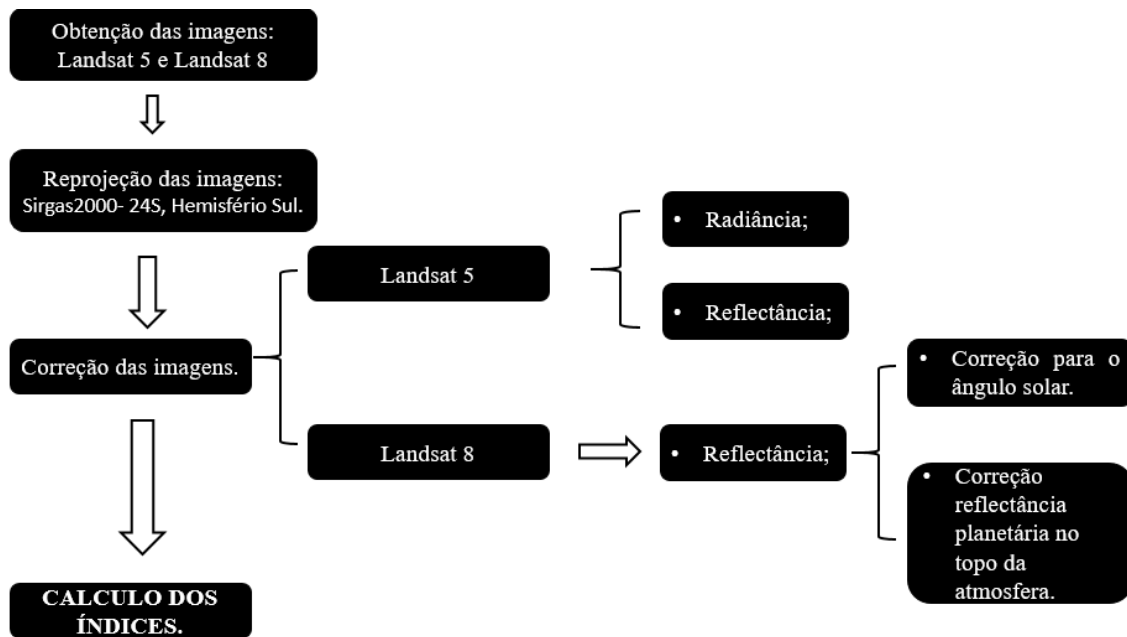 Obtenção das imagens:
Landsat 5 e Landsat 8
Reprojeção das imagens:
Sirgas2000- 24S, Hemisfério Sul.
• Radiância;
Landsat 5
• Reflectância;
Correção das imagens.
• Correção para o
ângulo solar.
Landsat 8
• Reflectância;
• Correção
reflectância
planetária no
topo da
atmosfera.
CALCULO DOS
ÍNDICES.